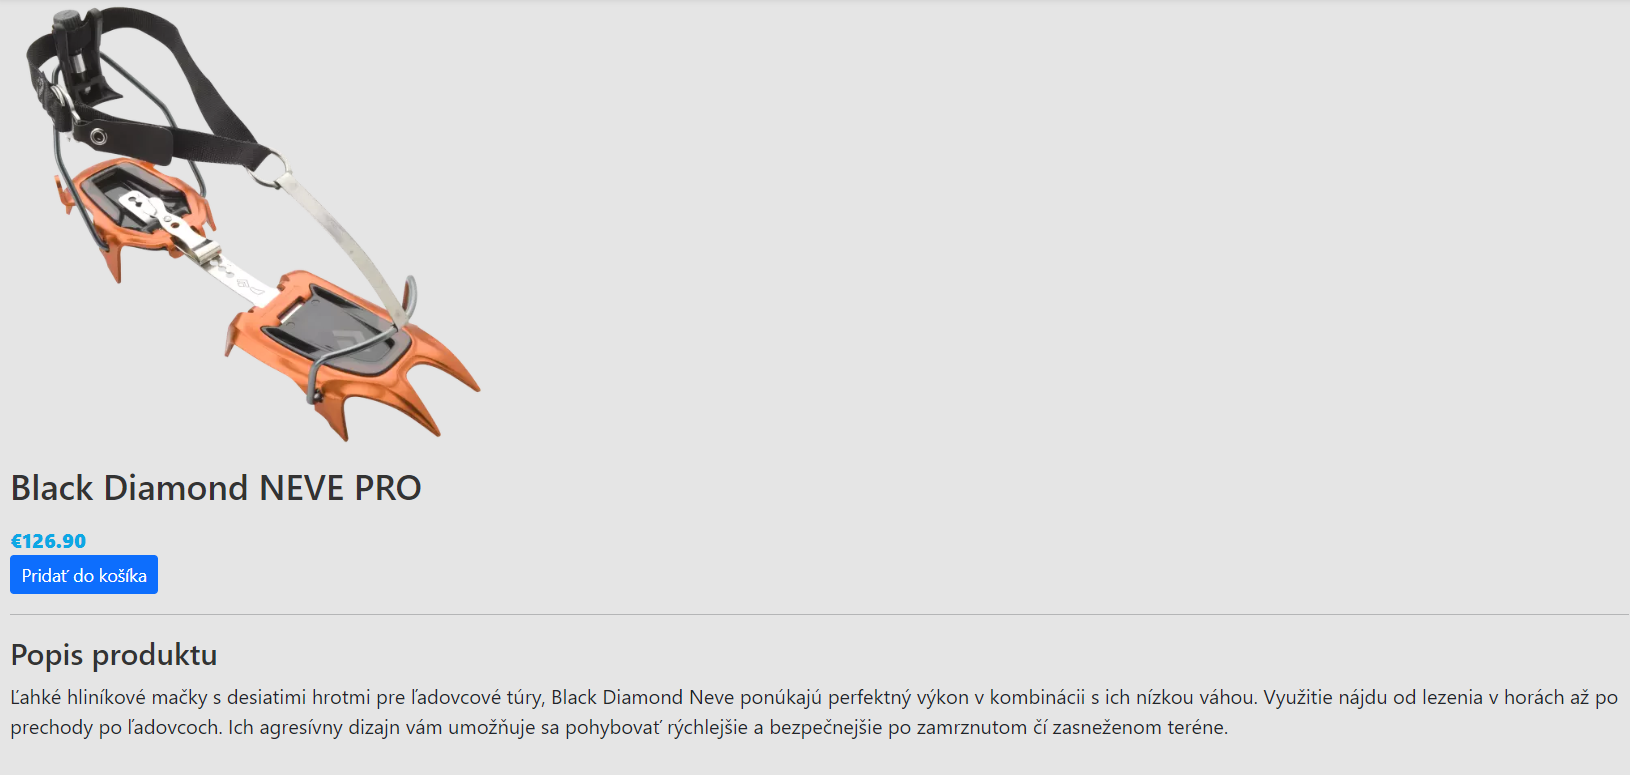 Black Diamond NEVE PRO
€126.90
Pridať do košíka
Popis produktu
Ľahké hliníkové mačky s desiatimi hrotmi pre ľadovcové túry, Black Diamond Neve ponúkajú perfektný výkon v kombinácii s ich nízkou váhou. Využitie nájdu od lezenia v horách až po
prechody po ľadovcoch. Ich agresívny dizajn vám umožňuje sa pohybovať rýchlejšie a bezpečnejšie po zamrznutom čí zasneženom teréne.